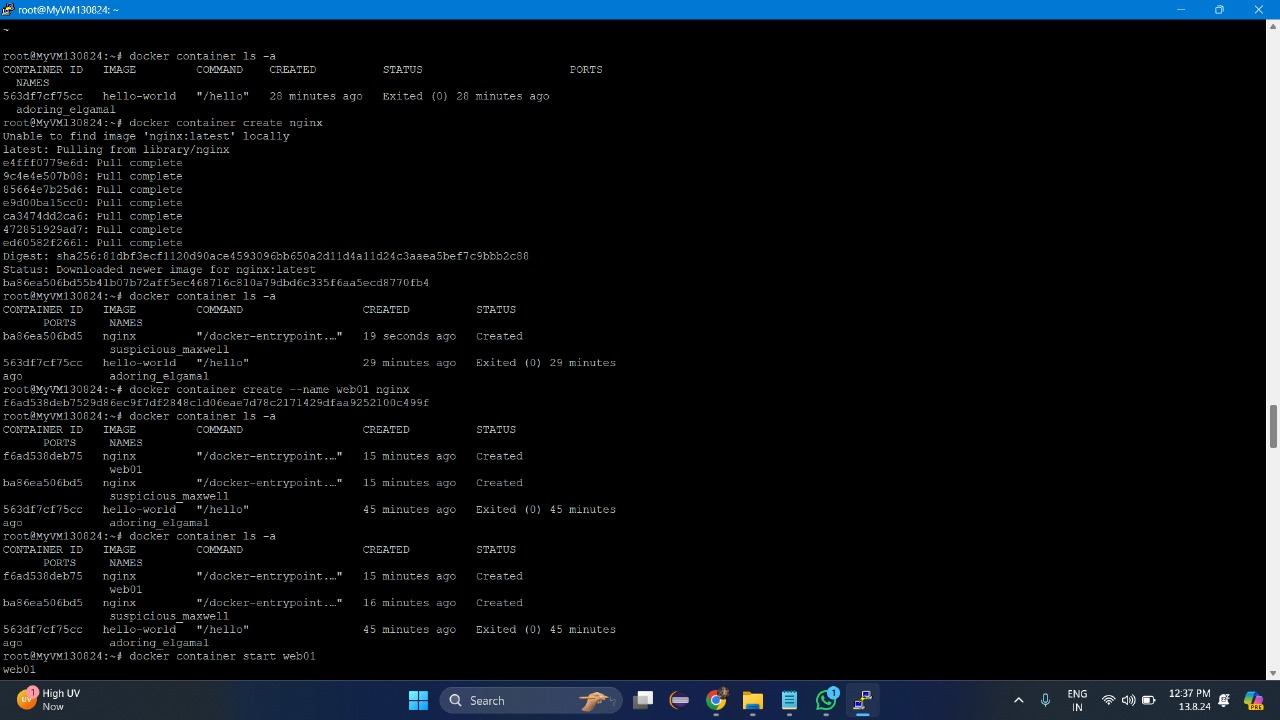 root@MyVM130824: ~
~
root@MyVM130824:~# docker container ls -a
CONTAINER ID   IMAGE         COMMAND    CREATED          STATUS                      PORTS
  NAMES
563df7cf75cc   hello-world   "/hello"   28 minutes ago   Exited (0) 28 minutes ago
  adoring_elgamal
root@MyVM130824:~# docker container create nginx
Unable to find image 'nginx:latest' locally
latest: Pulling from library/nginx
e4fff0779e6d: Pull complete
9c4e4e507b08: Pull complete
85664e7b25d6: Pull complete
e9d00ba15cc0: Pull complete
ca3474dd2ca6: Pull complete
472851929ad7: Pull complete
ed60582f2661: Pull complete
Digest: sha256:81dbf3ecf1120d90ace4593096bb650a2d11d4a11d24c3aaea5bef7c9bbb2c88
Status: Downloaded newer image for nginx:latest
ba86ea506bd55b41b07b72aff5ec468716c810a79dbd6c335f6aa5ecd8770fb4
root@MyVM130824:~# docker container ls -a
CONTAINER ID   IMAGE         COMMAND                  CREATED          STATUS
      PORTS     NAMES
ba86ea506bd5   nginx         "/docker-entrypoint.…"   19 seconds ago   Created
                suspicious_maxwell
563df7cf75cc   hello-world   "/hello"                 29 minutes ago   Exited (0) 29 minutes
ago             adoring_elgamal
root@MyVM130824:~# docker container create --name web01 nginx
f6ad538deb7529d86ec9f7df2848c1d06eae7d78c2171429dfaa9252100c499f
root@MyVM130824:~# docker container ls -a
CONTAINER ID   IMAGE         COMMAND                  CREATED          STATUS
      PORTS     NAMES
f6ad538deb75   nginx         "/docker-entrypoint.…"   15 minutes ago   Created
                web01
ba86ea506bd5   nginx         "/docker-entrypoint.…"   15 minutes ago   Created
                suspicious_maxwell
563df7cf75cc   hello-world   "/hello"                 45 minutes ago   Exited (0) 45 minutes
ago             adoring_elgamal
root@MyVM130824:~# docker container ls -a
CONTAINER ID   IMAGE         COMMAND                  CREATED          STATUS
      PORTS     NAMES
f6ad538deb75   nginx         "/docker-entrypoint.…"   15 minutes ago   Created
                web01
ba86ea506bd5   nginx         "/docker-entrypoint.…"   16 minutes ago   Created
                suspicious_maxwell
563df7cf75cc   hello-world   "/hello"                 45 minutes ago   Exited (0) 45 minutes
ago             adoring_elgamal
root@MyVM130824:~# docker container start web01
web01
1
High UV
Now
Search
1
ENG
IN
12:37 PM
13.8.24
PRE